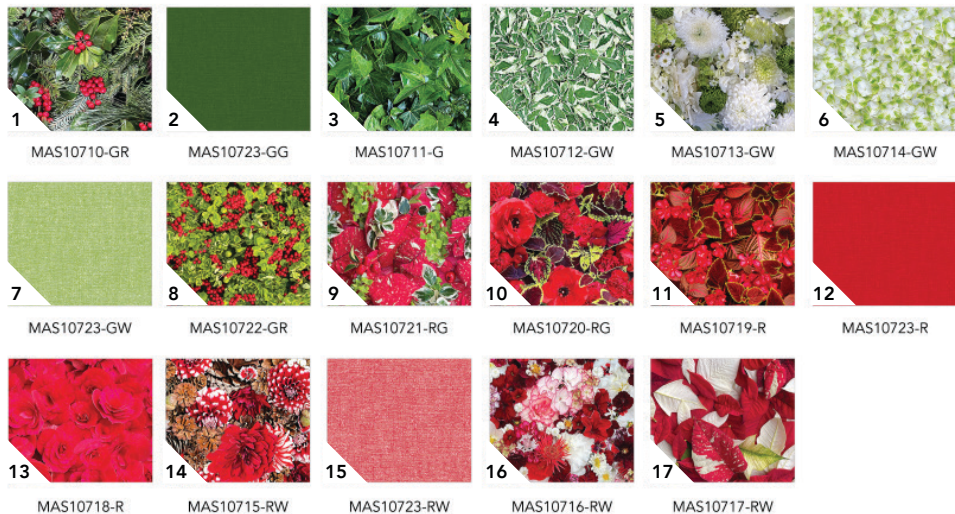 1 2 3 4 5 6
MAS10710-GR MAS10723-GG MAS10711-G MAS10712-GW MAS10713-GW MAS10714-GW
7 8 9 10 11 12
MAS10723-GW MAS10722-GR MAS10721-RG MAS10720-RG MAS10719-R MAS10723-R
13 14 15 16 17
MAS10718-R MAS10715-RW MAS10723-RW MAS10716-RW MAS10717-RW